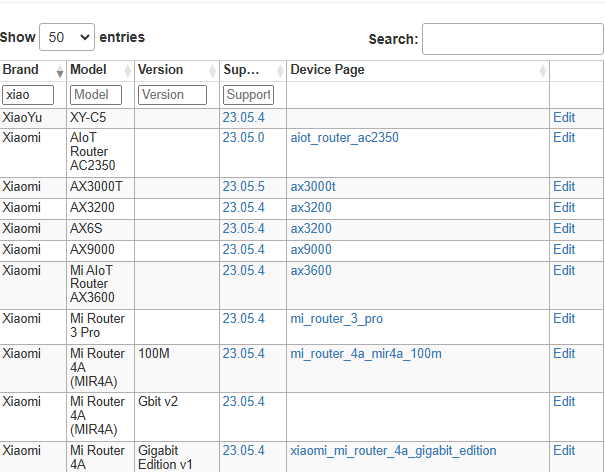 Show 50 entries
Search:
Brand Model Version Sup... Device Page
xiao Model Version Support
XiaoYu XY-C5 23.05.4 Edit
Xiaomi AIoT 23.05.0 aiot_router_ac2350 Edit
Router
AC2350
Xiaomi AX3000T 23.05.5 ax3000t Edit
Xiaomi AX3200 23.05.4 ax3200 Edit
Xiaomi AX6S 23.05.4 ax3200 Edit
Xiaomi AX9000 23.05.4 ax9000 Edit
Xiaomi Mi AIoT 23.05.4 ax3600 Edit
Router
AX3600
Xiaomi Mi Router 23.05.4 mi_router_3_pro Edit
3 Pro
Xiaomi Mi Router 100M 23.05.4 mi_router_4a_mir4a_100m Edit
4A
(MIR4A)
Xiaomi Mi Router Gbit v2 23.05.4 Edit
4A
(MIR4A)
Xiaomi Mi Router Gigabit 23.05.4 xiaomi_mi_router_4a_gigabit_edition Edit
4A Edition v1